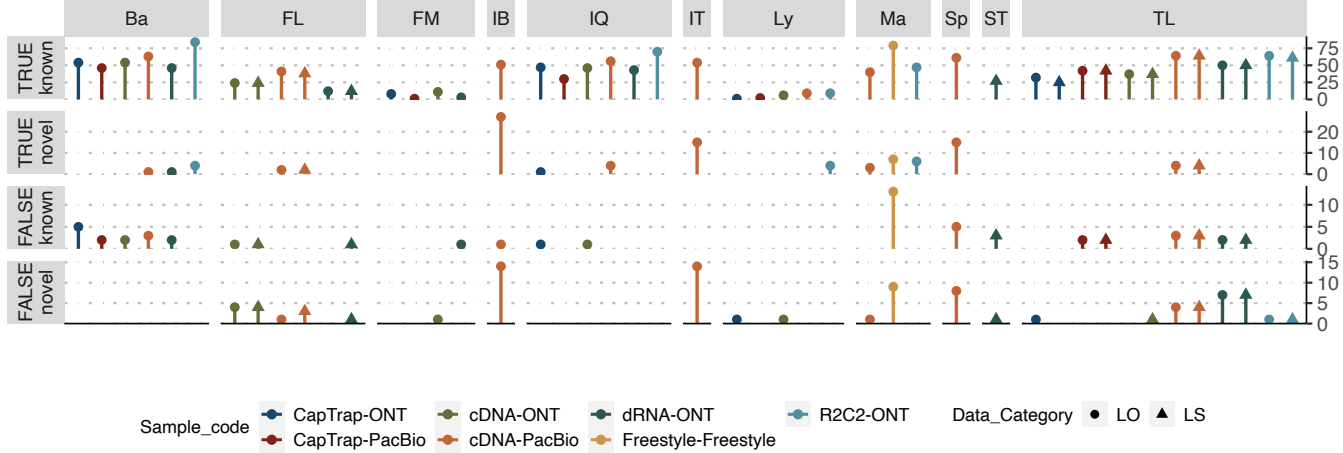 Ba FL FM IB IQ IT Ly Ma Sp ST TL
TRUE
known
75
50
25
0
TRUE
novel
20
10
0
FALSE
known
10
5
0
FALSE
novel
15
10
5
0
Sample_code
CapTrap-ONT cDNA-ONT dRNA-ONT R2C2-ONT
CapTrap-PacBio cDNA-PacBio Freestyle-Freestyle
Data_Category LO LS